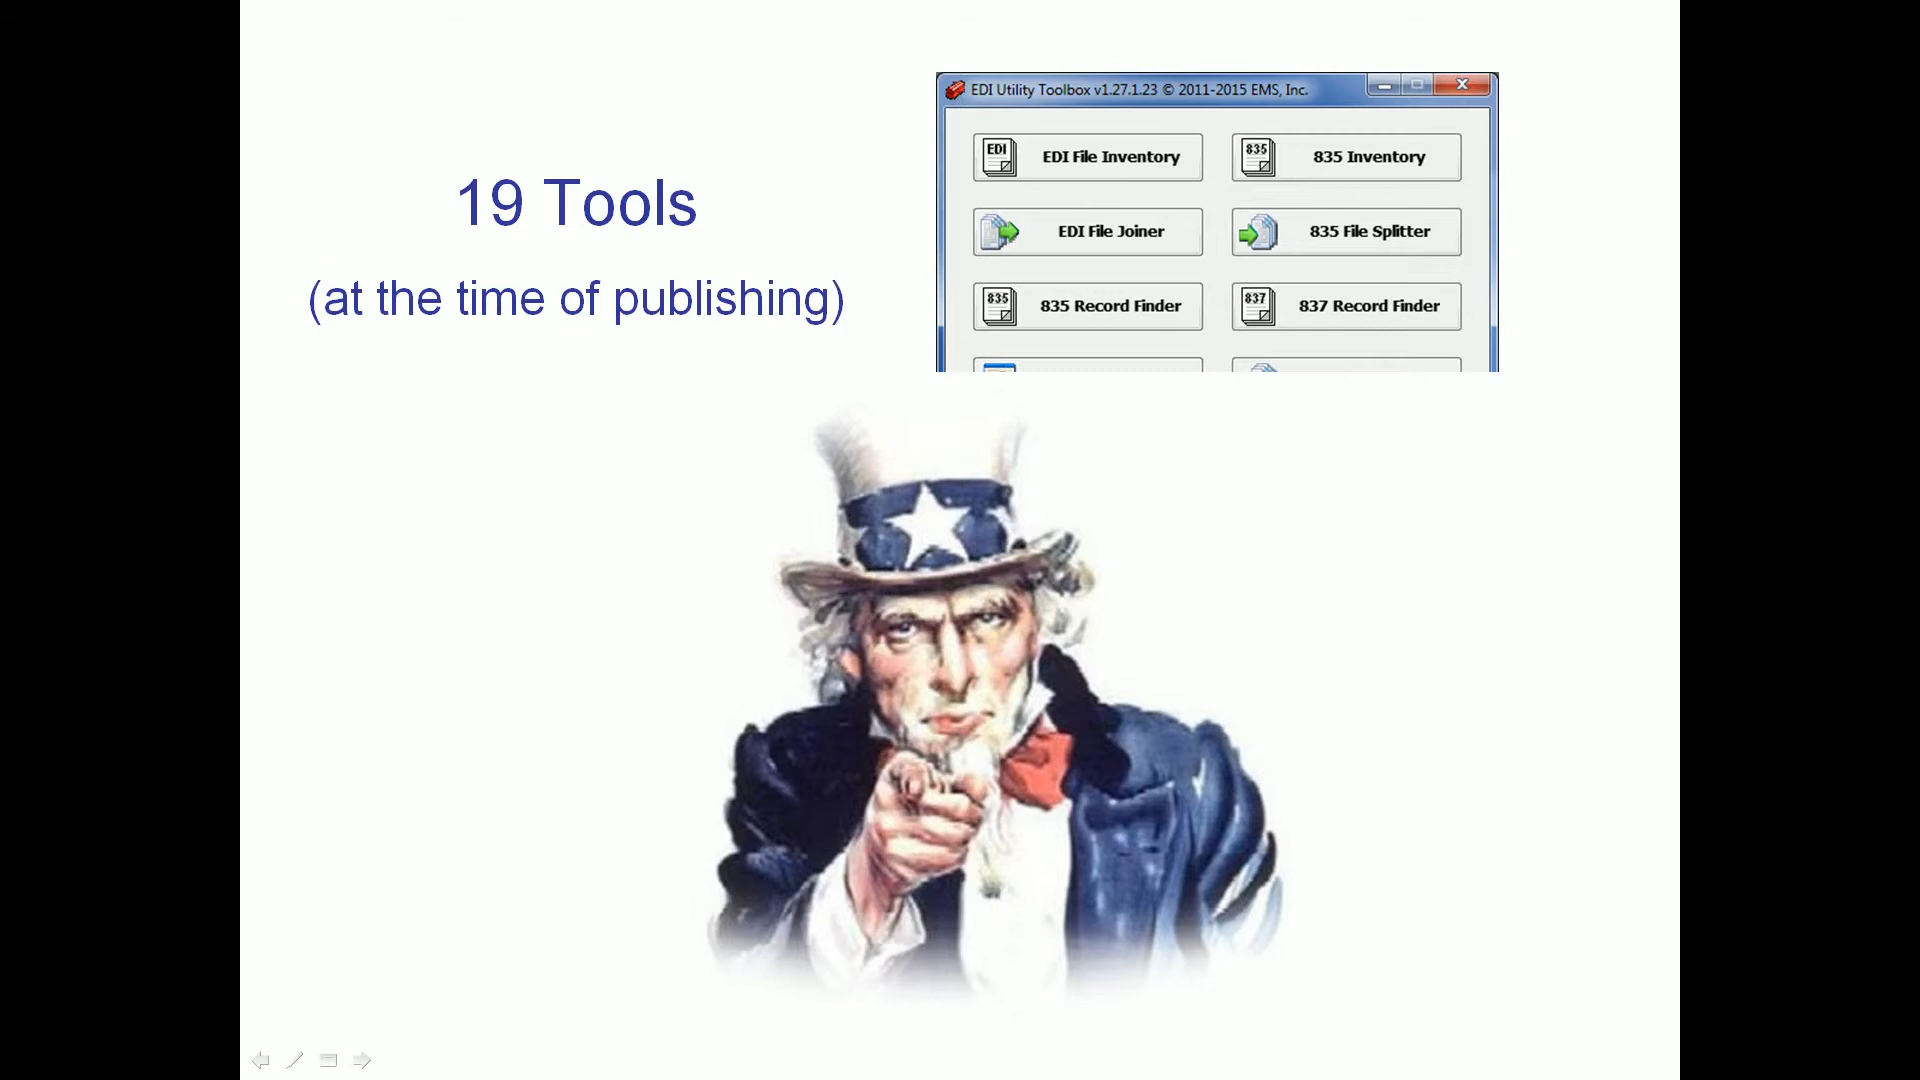 19 Tools
(at the time of publishing)
EDI Utility Toolbox v1.27.1.23 © 2011-2015 EMS, Inc.
EDI EDI File Inventory
835 835 Inventory
EDI File Joiner
835 File Splitter
835 835 Record Finder
837 837 Record Finder